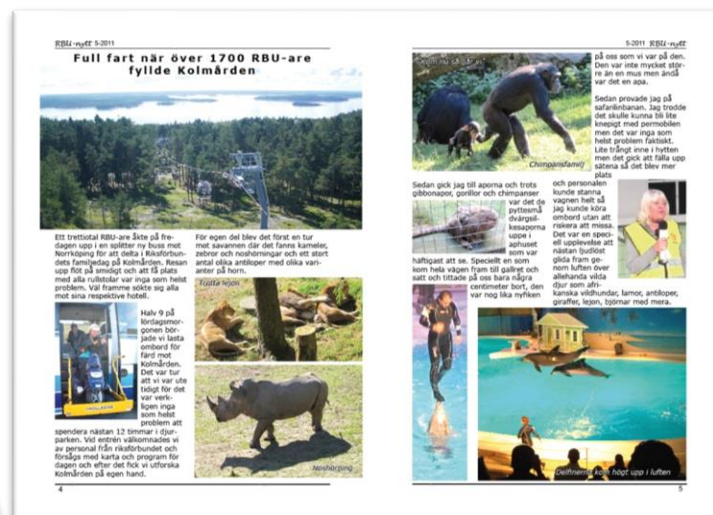 RBU-nytt 5-2011
Full fart när över 1700 RBU-are
fyllde Kolmården
Ett trettiotal RBU-are åkte på fre-
dagen upp i en splitter ny buss mot
Norrköping för att delta i Riksförbun-
dets familjedag på Kolmården. Resan
upp flöt på smidigt och att få plats
med alla rullstolar var inga som helst
problem. Väl framme sökte sig alla
mot sina respektive hotell.
Halv 9 på
lördagsmor-
gonen bör-
jade vi lasta
ombord för
färd mot
Kolmården.
Det var tur
att vi var ute
tidigt för det
var verk-
ligen inga
som helst
problem att
spendera nästan 12 timmar i djur-
parken. Vid entrén välkomnades vi
av personal från riksförbundet och
försågs med karta och program för
dagen och efter det fick vi utforska
Kolmården på egen hand.
För egen del blev det först en tur
mot savannen där det fanns kameler,
zebror och noshörningar och ett stort
antal olika antiloper med olika vari-
anter på horn.
Trötta lejon
Noshörning
4
5-2011 RBU-nytt
"Kom nu så går vi"
Chimpansfamilj
Sedan gick jag till aporna och trots
gibbonapor, gorillor och chimpanser
var det de
pyttesmå
dvärgsil-
kesaporna
uppe i
aphuset
som var
häftigast att se. Speciellt en som
kom hela vägen fram till gallret och
satt och tittade på oss bara några
centimeter bort, den
var nog lika nyfiken
på oss som vi var på den.
Den var inte mycket stör-
re än en mus men ändå
var det en apa.
Sedan provade jag på
safarilinbanan. Jag trodde
det skulle kunna bli lite
knepigt med permobilen
men det var inga som
helst problem faktiskt.
Lite trångt inne i hytten
men det gick att fälla upp
sätena så det blev mer
plats
och personalen
kunde stanna
vagnen helt så
jag kunde köra
ombord utan att
riskera att missa.
Det var en speci-
ell upplevelse att
nästan ljudlöst
glida fram ge-
nom luften över
allehanda vilda
djur som afri-
kanska vildhundar, lamor, antiloper,
giraffer, lejon, björnar med mera.
Delfinerna kom högt upp i luften
5